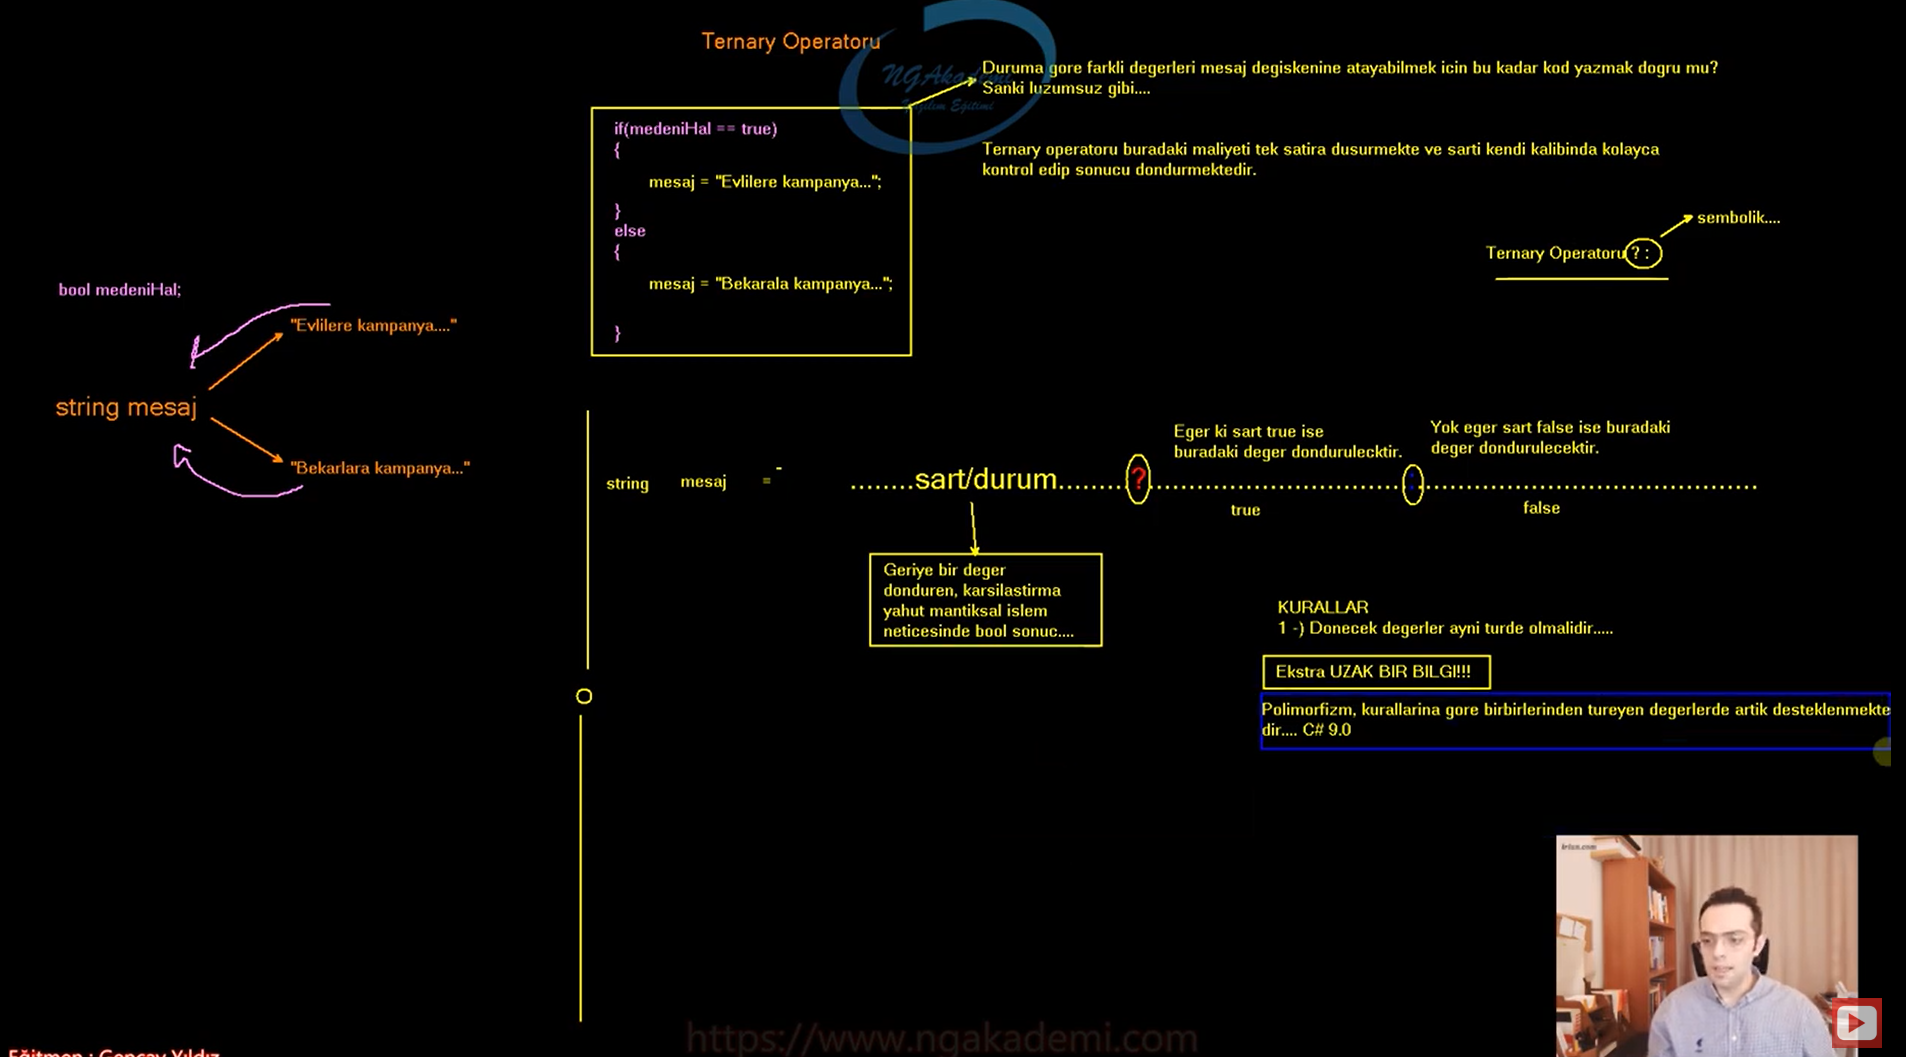 Ternary Operatoru
NGAkademi
Yazılım Eğitimi
Duruma gore farkli degerleri mesaj degiskenine atayabilmek icin bu kadar kod yazmak dogru mu?
Sanki luzumsuz gibi....
if(medeniHal == true)
{
mesaj = "Evlilere kampanya...";
}
else
{
mesaj = "Bekarala kampanya...";
}
Ternary operatoru buradaki maliyeti tek satira dusurmekte ve sarti kendi kalibinda kolayca
kontrol edip sonucu dondurmektedir.
sembolik....
Ternary Operatoru ? :
bool medeniHal;
"Evlilere kampanya...."
string mesaj
"Bekarlara kampanya..."
Eger ki sart true ise
buradaki deger dondurulecktir.
Yok eger sart false ise buradaki
deger dondurulecektir.
string mesaj = ........sart/durum........?..................................:..............................................
true
false
Geriye bir deger
donduren, karsilastirma
yahut mantiksal islem
neticesinde bool sonuc....
KURALLAR
1 -) Donecek degerler ayni turde olmalidir.....
Ekstra UZAK BIR BILGI!!!
Polimorfizm, kurallarina gore birbirlerinden tureyen degerlerde artik desteklenmekte
dir.... C# 9.0
irisn.com
https://www.ngakademi.com
Eğitmen : Gençay Yıldız